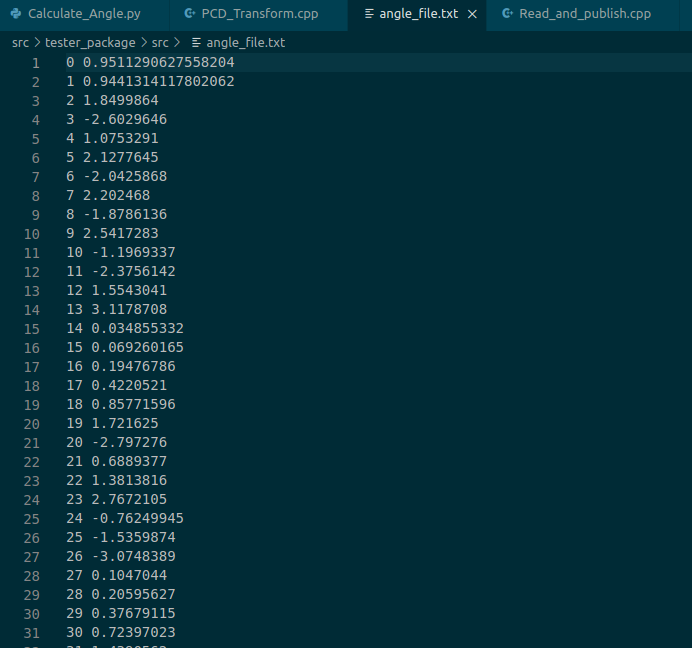 Calculate_Angle.py PCD_Transform.cpp angle_file.txt Read_and_publish.cpp
src > tester_package > src > angle_file.txt
1 0 0.9511290627558204
2 1 0.9441314117802062
3 2 1.8499864
4 3 -2.6029646
5 4 1.0753291
6 5 2.1277645
7 6 -2.0425868
8 7 2.202468
9 8 -1.8786136
10 9 2.5417283
11 10 -1.1969337
12 11 -2.3756142
13 12 1.5543041
14 13 3.1178708
15 14 0.034855332
16 15 0.069260165
17 16 0.19476786
18 17 0.4220521
19 18 0.85771596
20 19 1.721625
21 20 -2.797276
22 21 0.6889377
23 22 1.3813816
24 23 2.7672105
25 24 -0.76249945
26 25 -1.5359874
27 26 -3.0748389
28 27 0.1047044
29 28 0.20595627
30 29 0.37679115
31 30 0.72397023